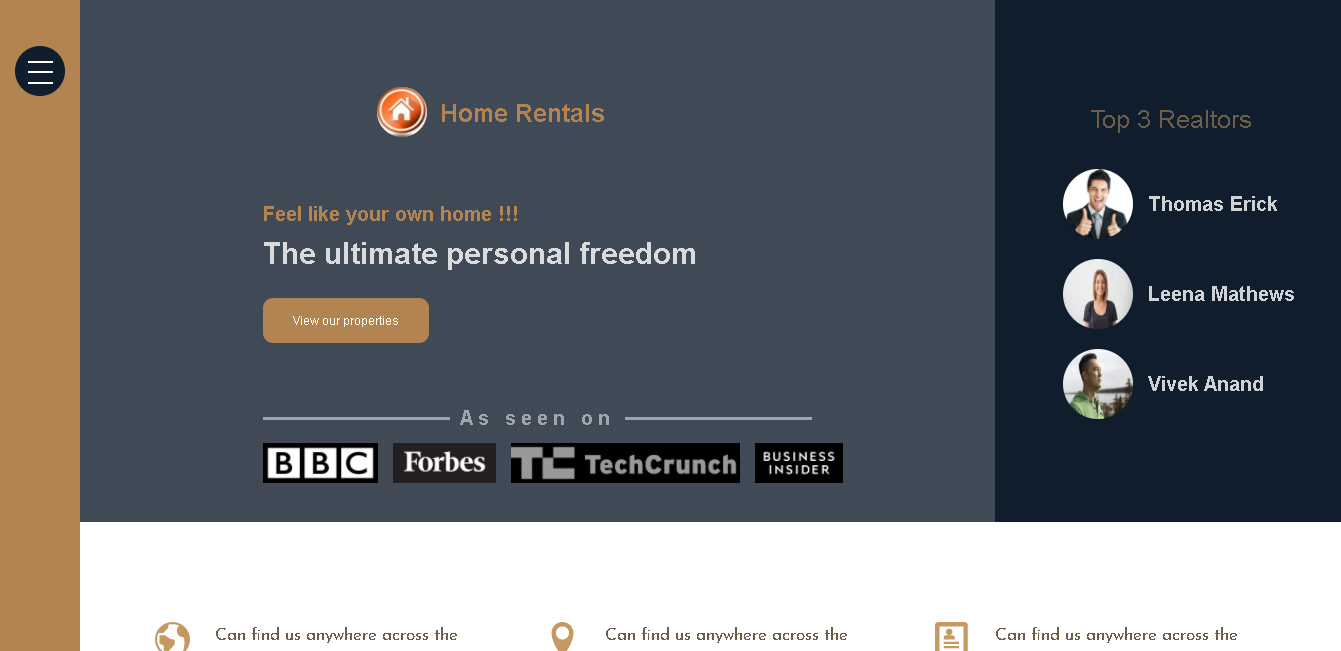 Home Rentals
Feel like your own home !!!
The ultimate personal freedom
View our properties
As seen on
BBC
Forbes
TC TechCrunch
BUSINESS
INSIDER
Top 3 Realtors
Thomas Erick
Leena Mathews
Vivek Anand
Can find us anywhere across the
Can find us anywhere across the
Can find us anywhere across the